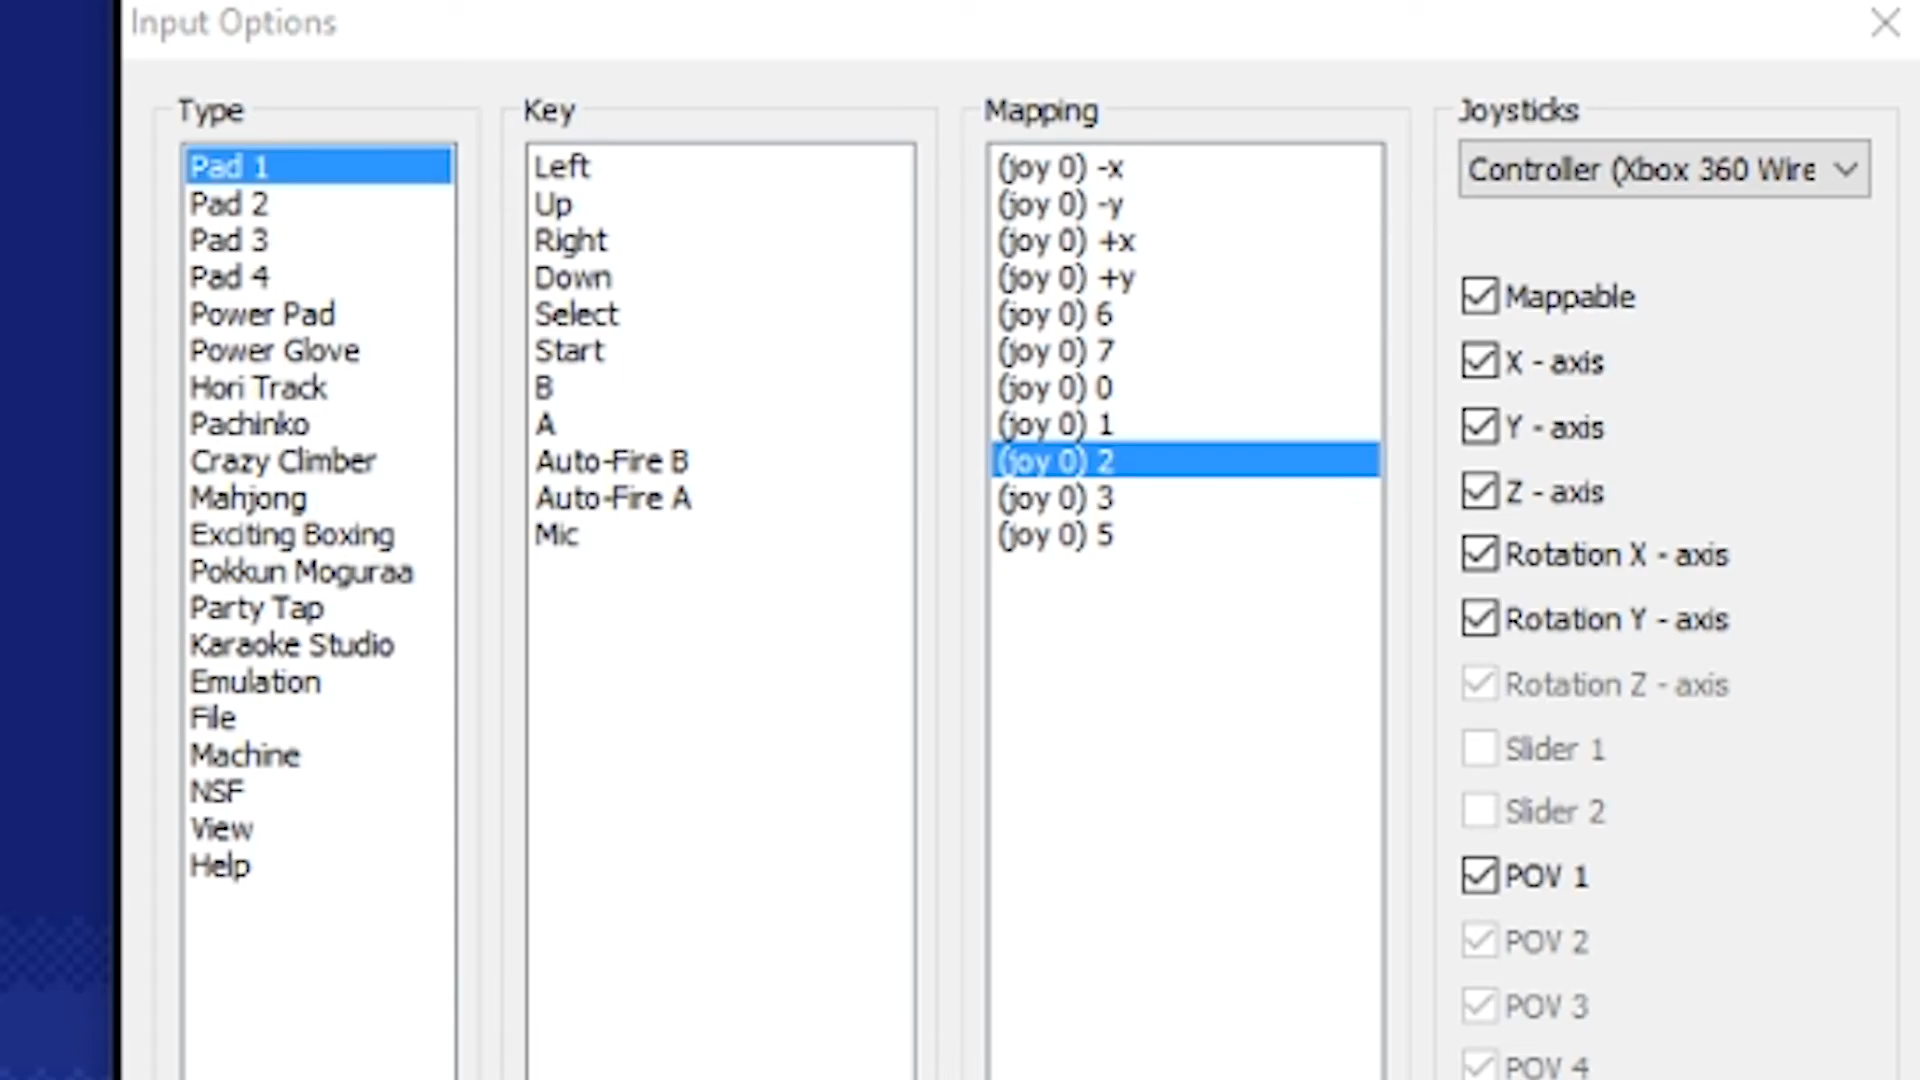 Input Options
Type
Pad 1
Pad 2
Pad 3
Pad 4
Power Pad
Power Glove
Hori Track
Pachinko
Crazy Climber
Mahjong
Exciting Boxing
Pokkun Moguraa
Party Tap
Karaoke Studio
Emulation
File
Machine
NSF
View
Help
Key
Left
Up
Right
Down
Select
Start
B
A
Auto-Fire B
Auto-Fire A
Mic
Mapping
(joy 0) -x
(joy 0) -y
(joy 0) +x
(joy 0) +y
(joy 0) 6
(joy 0) 7
(joy 0) 0
(joy 0) 1
(joy 0) 2
(joy 0) 3
(joy 0) 5
Joysticks
Controller (Xbox 360 Wire
Mappable
X - axis
Y - axis
Z - axis
Rotation X - axis
Rotation Y - axis
Rotation Z - axis
Slider 1
Slider 2
POV 1
POV 2
POV 3
POV 4